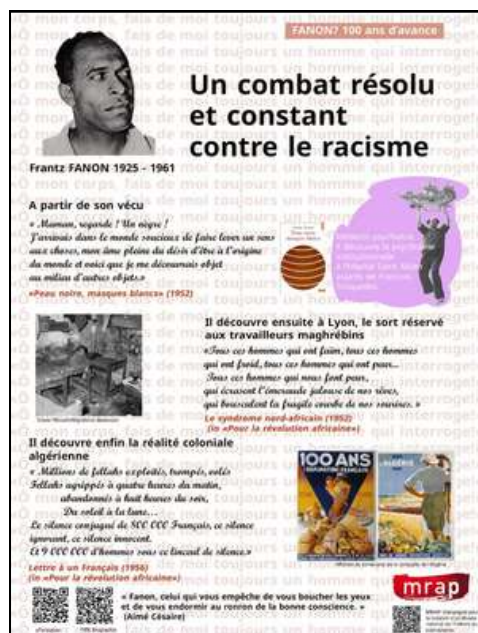 FANON? 100 ans d'avance
Un combat résolu
et constant
contre le racisme
Frantz FANON 1925 - 1961
A partir de son vécu
« Maman, regarde ! Un nègre !
J'arrivais dans le monde soucieux de faire lever un sens
aux choses, mon âme pleine du désir d'être à l'origine
du monde et voici que je me découvrais objet
au milieu d'autres objets.»
«Peau noire, masques blancs» (1952)
Il découvre ensuite à Lyon, le sort réservé
aux travailleurs maghrébins
«Tous ces hommes qui ont faim, tous ces hommes
qui ont froid, tous ces hommes qui ont peur...
Tous ces hommes qui nous font peur,
qui écrasent l'émeraude jalouse de nos rêves,
qui bousculent la fragile courbe de nos sourires. »
Le syndrome nord-africain (1952)
(in «Pour la révolution africaine»)
Il découvre enfin la réalité coloniale
algérienne
« Millions de fellahs exploités, trompés, volés
Fellahs agrippés à quatre heures du matin,
abandonnés à huit heures du soir,
Du soleil à la lune...
Le silence conjugué de 800 000 Français, ce silence
ignorant, ce silence innocent.
Et 9 000 000 d'hommes sous ce linceul de silence.»
Lettre à un Français (1956)
(in «Pour la révolution africaine»)
100 ANS
ALGÉRIE
« Fanon, celui qui vous empêche de vous boucher les yeux
et de vous endormir au ronron de la bonne conscience. »
(Aimé Césaire)
mrap